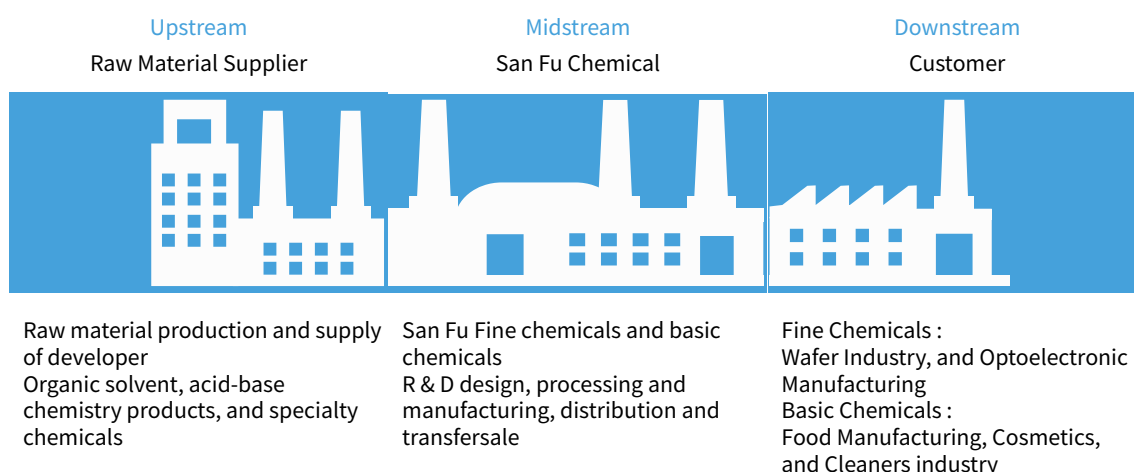 Upstream
Raw Material Supplier
Midstream
San Fu Chemical
Downstream
Customer
Raw material production and supply
of developer
Organic solvent, acid-base
chemistry products, and specialty
chemicals
San Fu Fine chemicals and basic
chemicals
R & D design, processing and
manufacturing, distribution and
transfersale
Fine Chemicals :
Wafer Industry, and Optoelectronic
Manufacturing
Basic Chemicals :
Food Manufacturing, Cosmetics,
and Cleaners industry